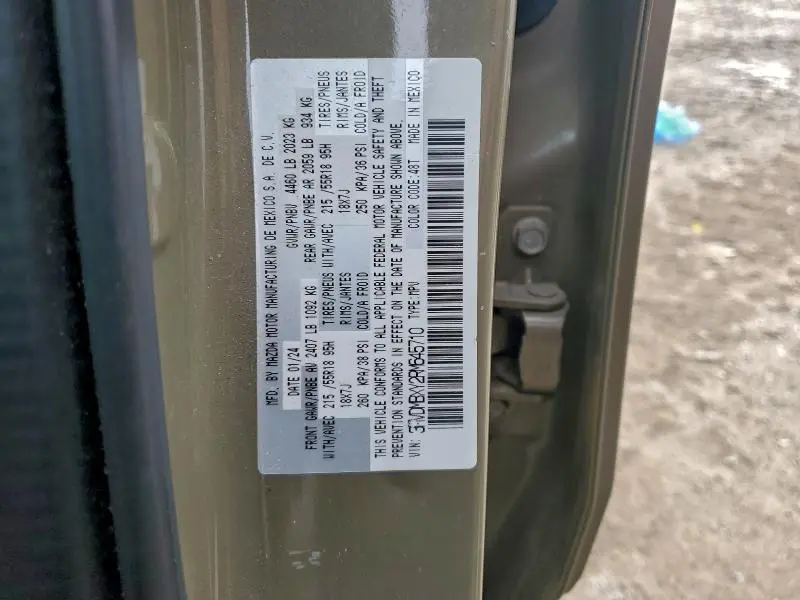 MFD. BY MAZDA MOTOR MANUFACTURING DE MEXICO S.A. DE C.V.
DATE 01/24 GVWR/PNBV 4460 LB 2023 KG
FRONT GAWR/PNBE AV 2407 LB 1092 KG REAR GAWR/PNBE AR 2059 LB 934 KG
WITH/AVEC 215 /55R18 95H TIRES/PNEUS WITH/AVEC 215 /55R18 95H TIRES/PNEUS
18X7J RIMS/JANTES 18X7J RIMS/JANTES
260 KPA/38 PSI COLD/A FROID 250 KPA/36 PSI COLD/A FROID
THIS VEHICLE CONFORMS TO ALL APPLICABLE FEDERAL MOTOR VEHICLE SAFETY AND THEFT
PREVENTION STANDARDS IN EFFECT ON THE DATE OF MANUFACTURE SHOWN ABOVE.
VIN: 3MVDMBXY2RM645710 TYPE:MPV COLOR CODE:48T MADE IN MEXICO